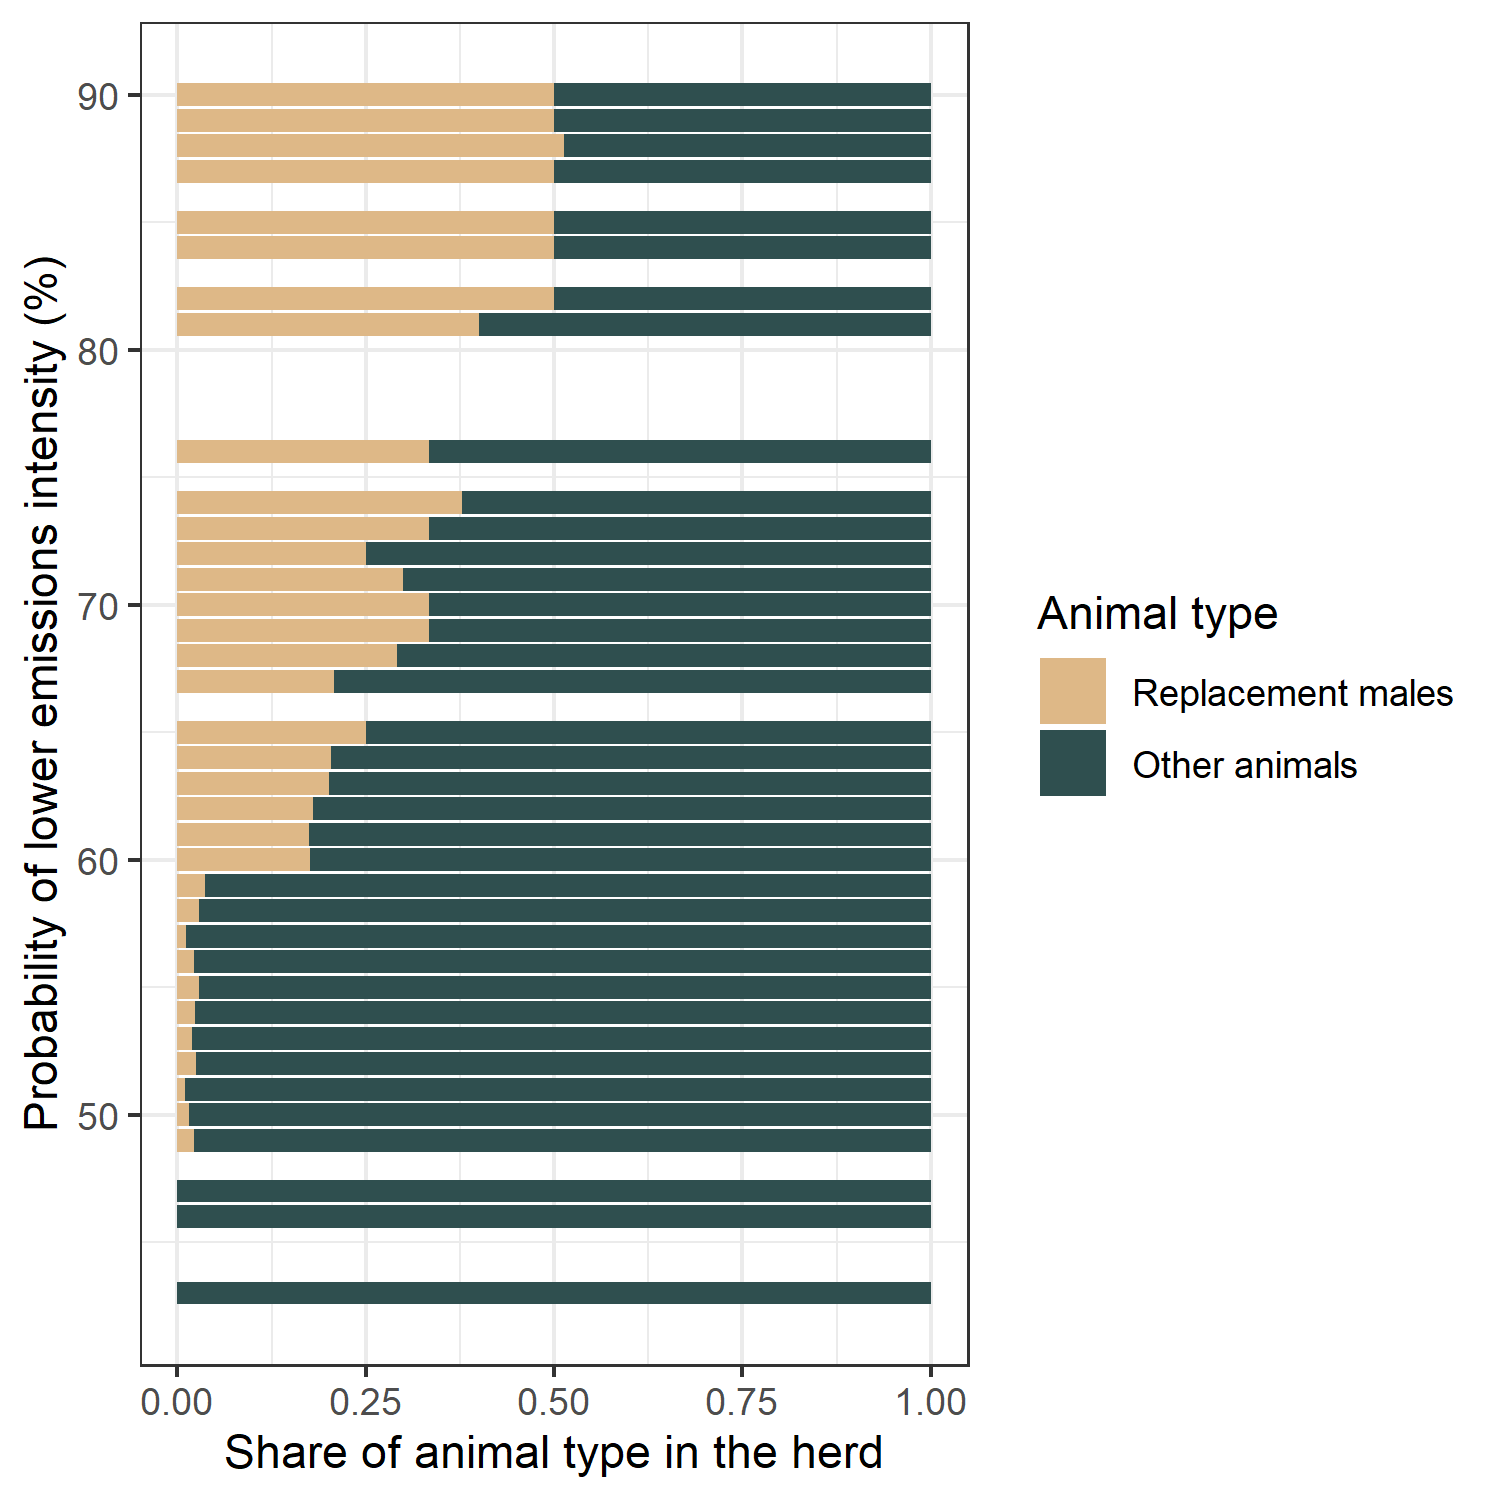 Probability of lower emissions intensity (%)
90
80
70
60
50
0.00 0.25 0.50 0.75 1.00
Share of animal type in the herd
Animal type
Replacement males
Other animals